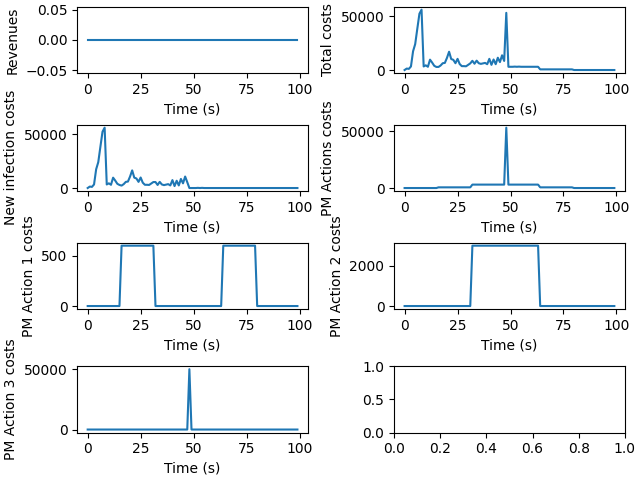 Revenues
0.05
0.00
−0.05
0 25 50 75 100
Time (s)
Total costs
50000
0
0 25 50 75 100
Time (s)
New infection costs
50000
0
0 25 50 75 100
Time (s)
PM Actions costs
50000
0
0 25 50 75 100
Time (s)
PM Action 1 costs
500
0
0 25 50 75 100
Time (s)
PM Action 2 costs
2000
0
0 25 50 75 100
Time (s)
PM Action 3 costs
50000
0
0 25 50 75 100
Time (s)
1.0
0.5
0.0
0.0 0.2 0.4 0.6 0.8 1.0